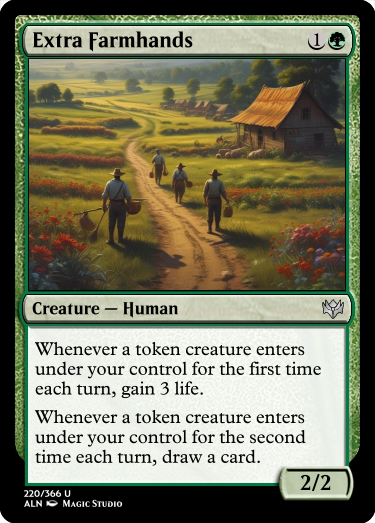 Extra Farmhands 1
Creature — Human
Whenever a token creature enters
under your control for the first time
each turn, gain 3 life.
Whenever a token creature enters
under your control for the second
time each turn, draw a card.
2/2
220/366 U
ALN Magic Studio